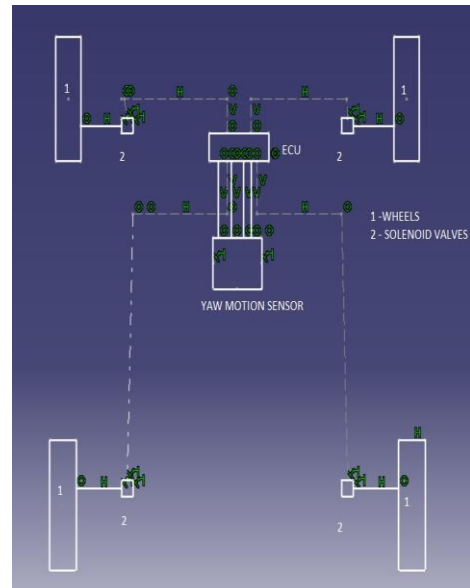 1
1
2
2
ECU
1 -WHEELS
2 - SOLENOID VALVES
YAW MOTION SENSOR
1
1
2
2